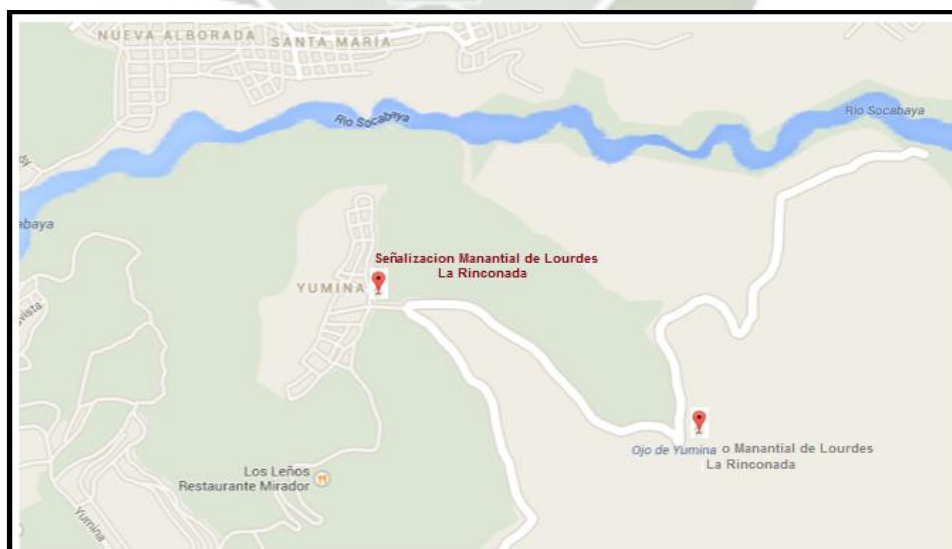 NUEVA ALBORADA
SANTA MARIA
Rio Socabaya
Rio Socabaya
abaya
Señalizacion Manantial de Lourdes
La Rinconada
YUMINA
Ojo de Yumina o Manantial de Lourdes
La Rinconada
Los Leños
Restaurante Mirador
Yumina